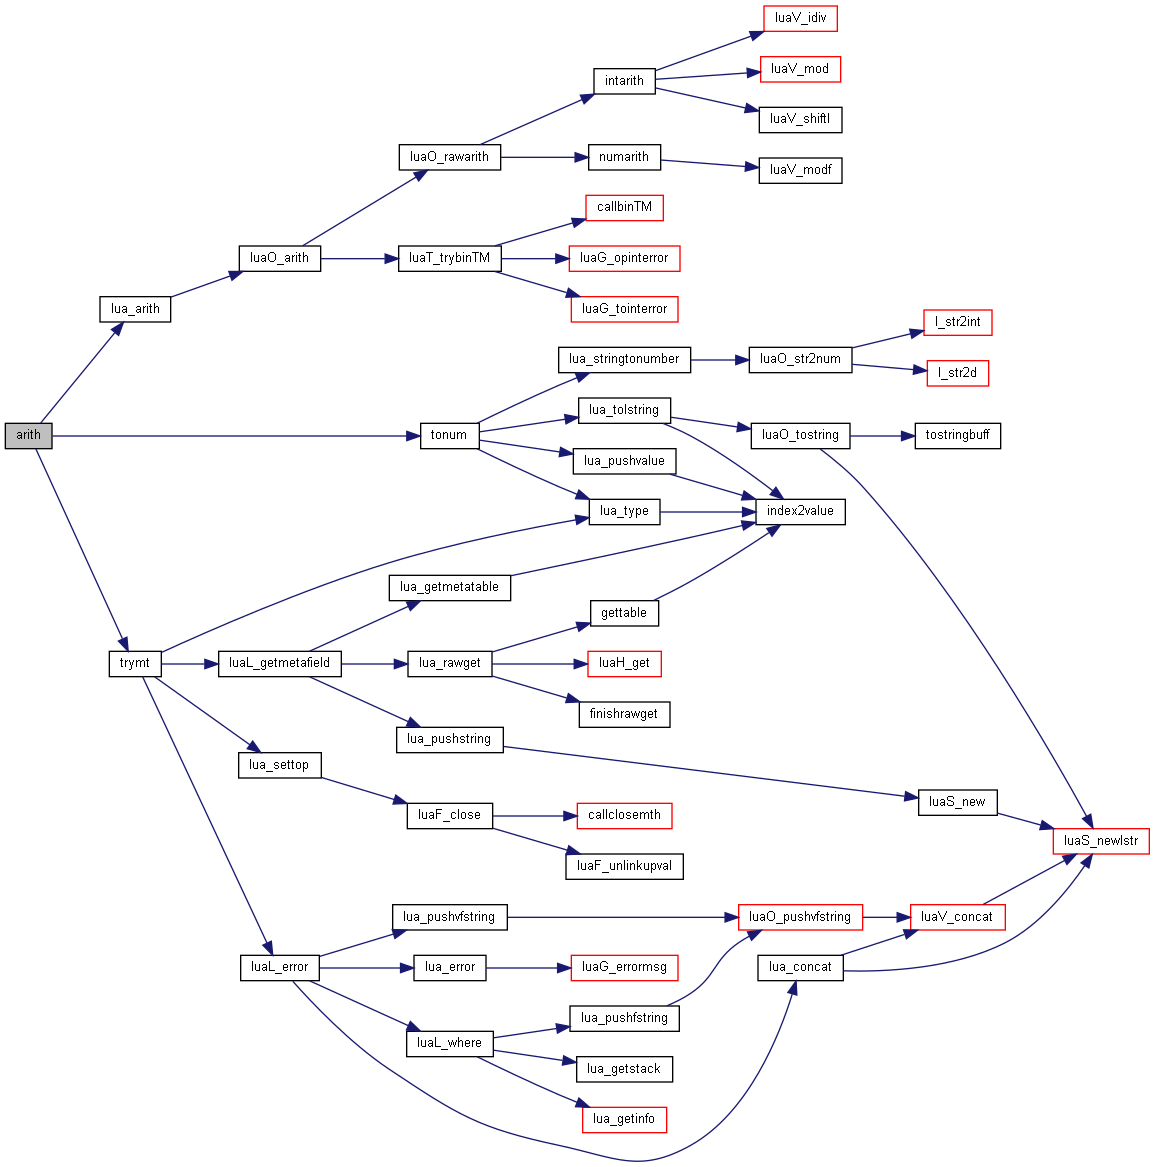 luaV_idiv
luaV_mod
intarith
luaV_shiftl
luaO_rawarith
numarith
luaV_modf
callbinTM
luaO_arith
luaT_trybinTM
luaG_opinterror
lua_arith
luaG_tointerror
l_str2int
lua_stringtonumber
luaO_str2num
l_str2d
lua_tolstring
arith
tonum
luaO_tostring
tostringbuff
lua_pushvalue
lua_type
index2value
lua_getmetatable
gettable
trymt
luaL_getmetafield
lua_rawget
luaH_get
finishrawget
lua_pushstring
lua_settop
luaS_new
luaF_close
callclosemth
luaS_newlstr
luaF_unlinkupval
lua_pushvfstring
luaO_pushvfstring
luaV_concat
luaL_error
lua_error
luaG_errormsg
lua_concat
lua_pushfstring
luaL_where
lua_getstack
lua_getinfo